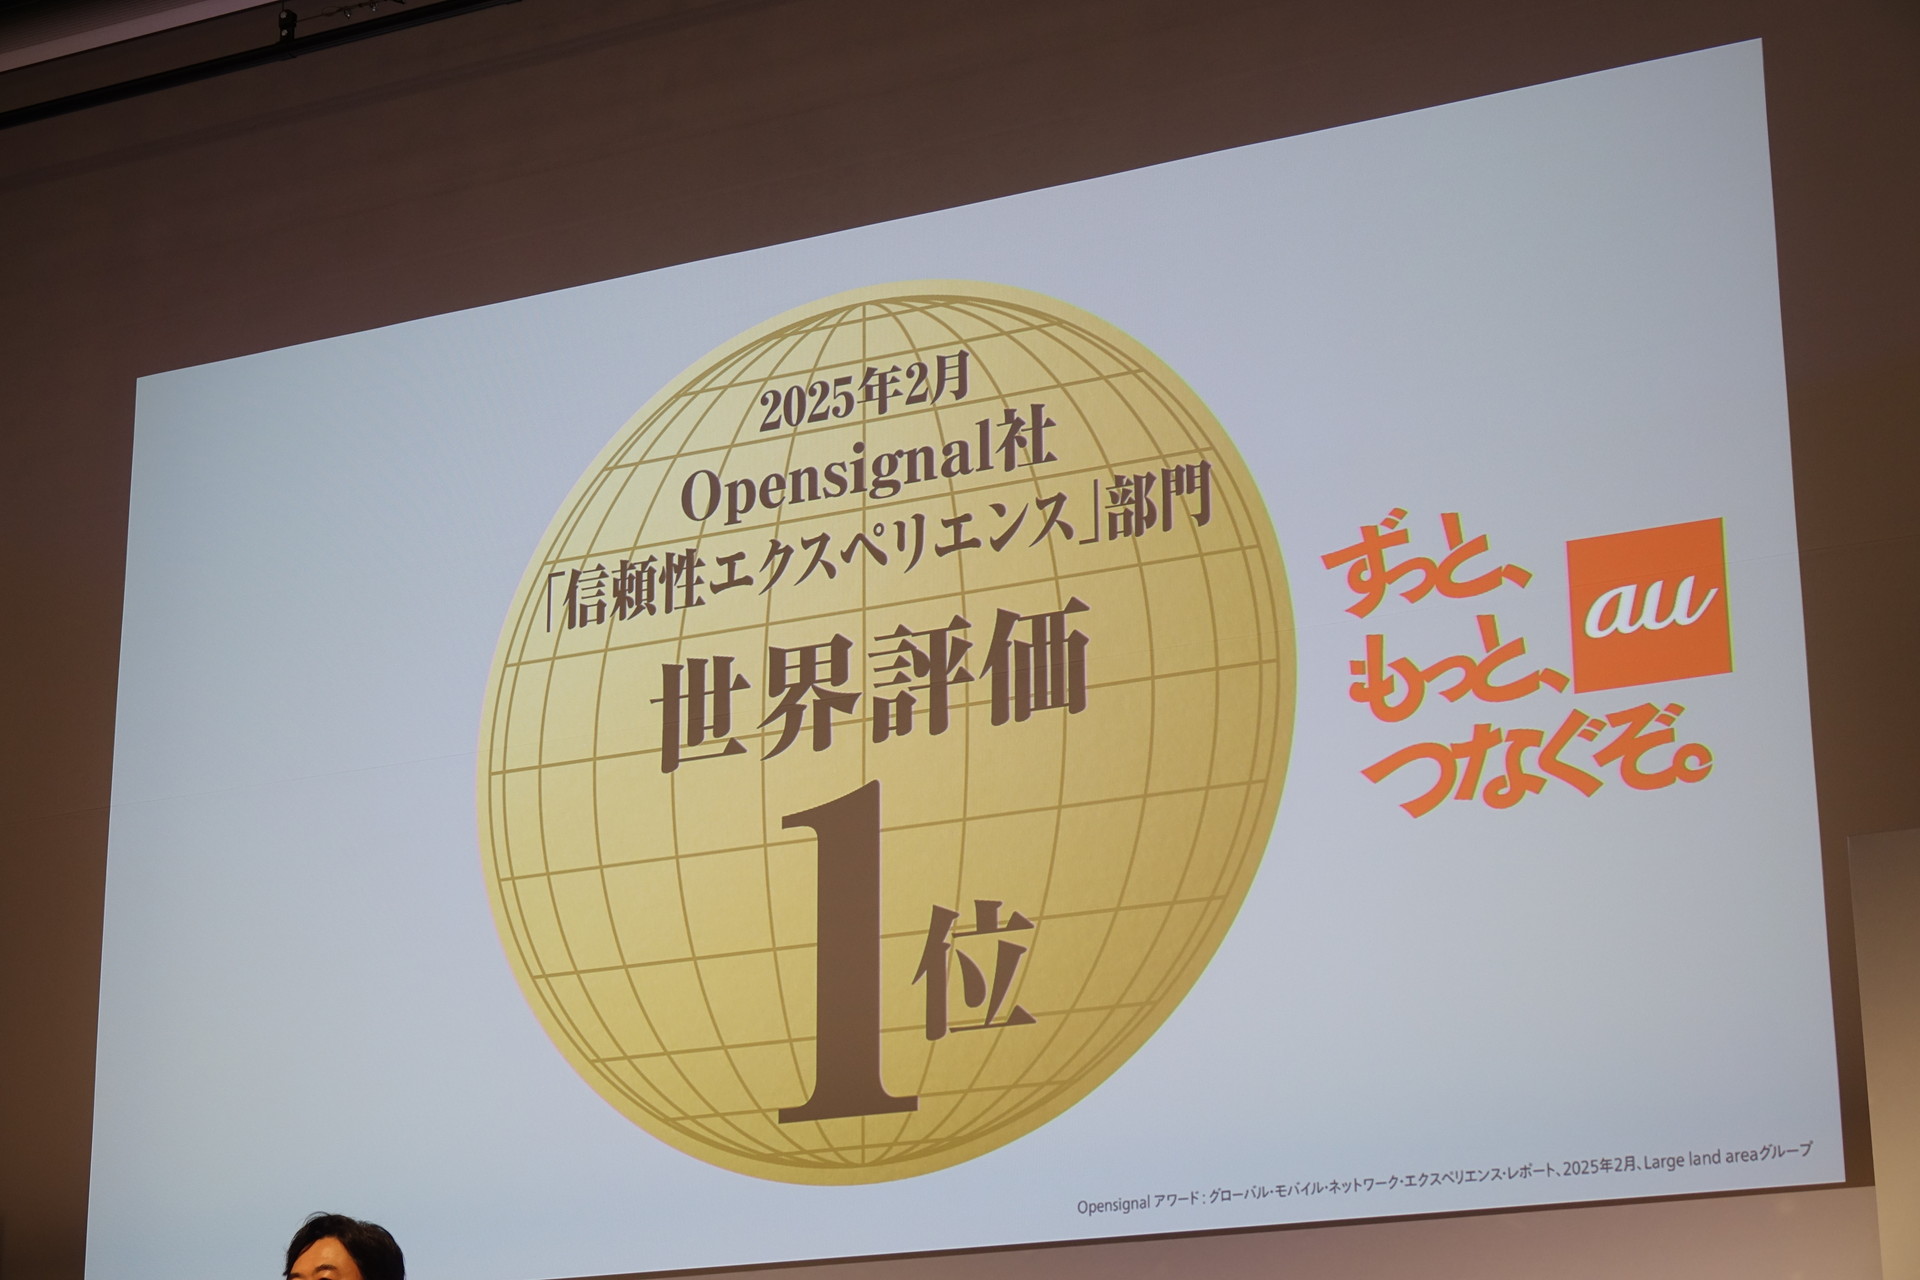 2025年2月
Opensignal社
「信頼性エクスペリエンス」部門
世界評価
1位
ずっと、
もっと、
つなぐぞ。
au
Opensignal アワード：グローバル・モバイル・ネットワーク・エクスペリエンス・レポート、2025年2月、Large land areaグループ